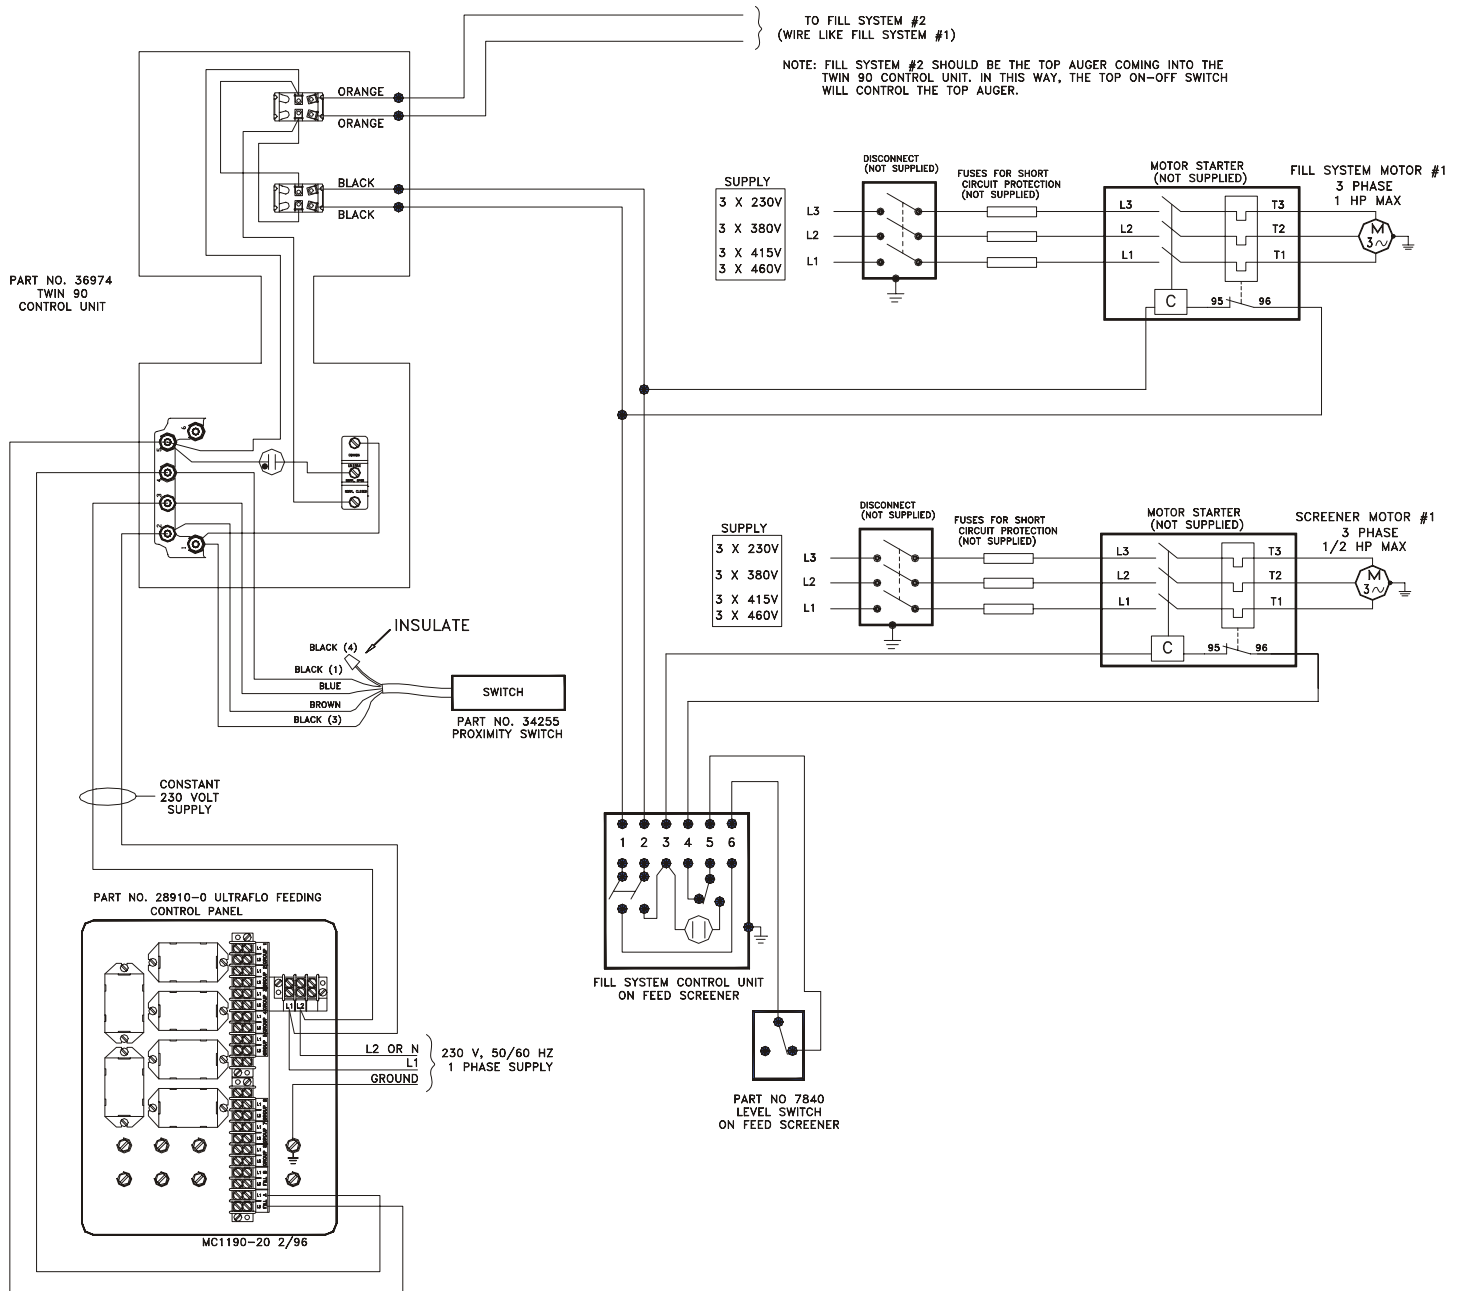 TO FILL SYSTEM #2
(WIRE LIKE FILL SYSTEM #1)
NOTE: FILL SYSTEM #2 SHOULD BE THE TOP AUGER COMING INTO THE
TWIN 90 CONTROL UNIT. IN THIS WAY, THE TOP ON-OFF SWITCH
WILL CONTROL THE TOP AUGER.
ORANGE
ORANGE
BLACK
BLACK
PART NO. 36974
TWIN 90
CONTROL UNIT
SUPPLY
3 X 230V
3 X 380V
3 X 415V
3 X 460V
DISCONNECT
(NOT SUPPLIED)
FUSES FOR SHORT
CIRCUIT PROTECTION
(NOT SUPPLIED)
MOTOR STARTER
(NOT SUPPLIED)
FILL SYSTEM MOTOR #1
3 PHASE
1 HP MAX
L3
L2
L1
L3
L2
L1
T3
T2
T1
M
3~
C
95
96
SUPPLY
3 X 230V
3 X 380V
3 X 415V
3 X 460V
DISCONNECT
(NOT SUPPLIED)
FUSES FOR SHORT
CIRCUIT PROTECTION
(NOT SUPPLIED)
MOTOR STARTER
(NOT SUPPLIED)
SCREENER MOTOR #1
3 PHASE
1/2 HP MAX
L3
L2
L1
L3
L2
L1
T3
T2
T1
M
3~
C
95
96
INSULATE
BLACK (4)
BLACK (1)
BLUE
BROWN
BLACK (3)
SWITCH
PART NO. 34255
PROXIMITY SWITCH
CONSTANT
230 VOLT
SUPPLY
1 2 3 4 5 6
FILL SYSTEM CONTROL UNIT
ON FEED SCREENER
PART NO 7840
LEVEL SWITCH
ON FEED SCREENER
PART NO. 28910-0 ULTRAFLO FEEDING
CONTROL PANEL
L1 L2
L2 OR N
L1
GROUND
230 V, 50/60 HZ
1 PHASE SUPPLY
MC1190-20 2/96